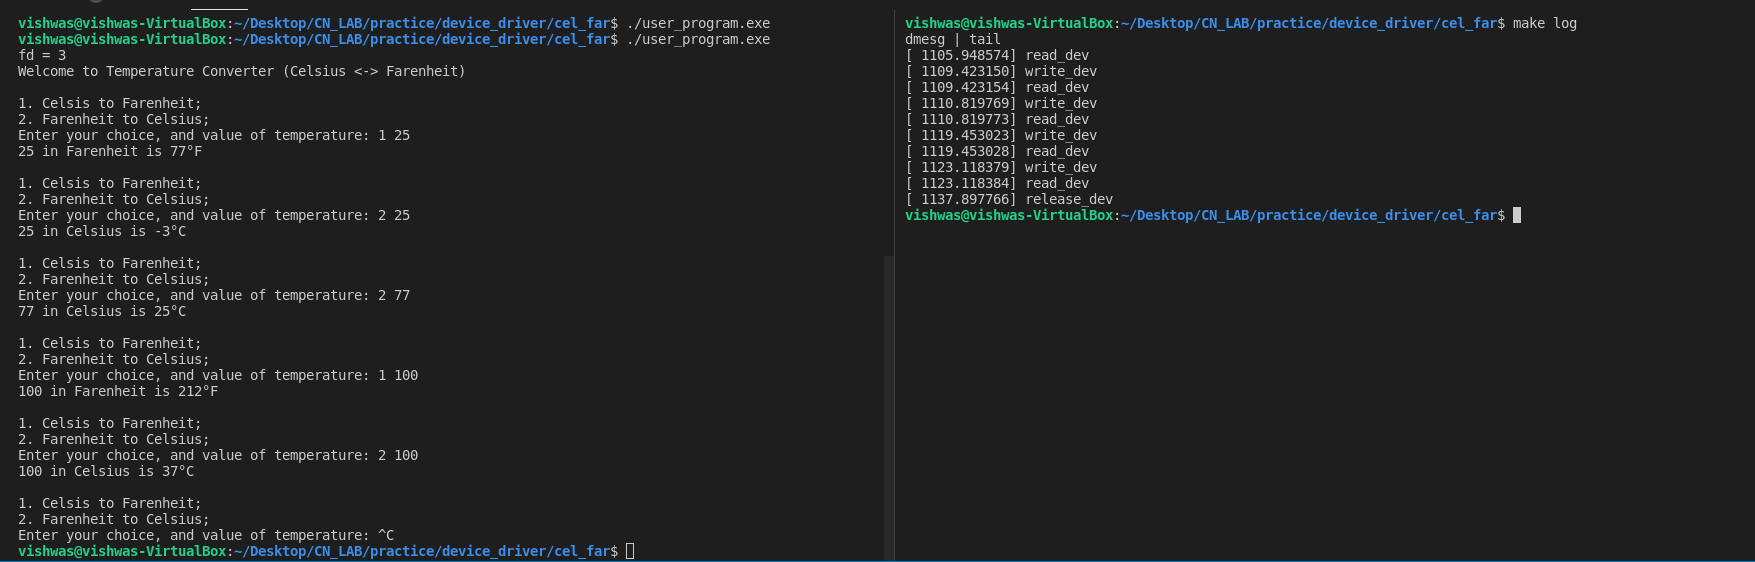 vishwas@vishwas-VirtualBox:~/Desktop/CN_LAB/practice/device_driver/cel_far$ ./user_program.exe
vishwas@vishwas-VirtualBox:~/Desktop/CN_LAB/practice/device_driver/cel_far$ ./user_program.exe
fd = 3
Welcome to Temperature Converter (Celsius <-> Farenheit)

1. Celsis to Farenheit;
2. Farenheit to Celsius;
Enter your choice, and value of temperature: 1 25
25 in Farenheit is 77°F

1. Celsis to Farenheit;
2. Farenheit to Celsius;
Enter your choice, and value of temperature: 2 25
25 in Celsius is -3°C

1. Celsis to Farenheit;
2. Farenheit to Celsius;
Enter your choice, and value of temperature: 2 77
77 in Celsius is 25°C

1. Celsis to Farenheit;
2. Farenheit to Celsius;
Enter your choice, and value of temperature: 1 100
100 in Farenheit is 212°F

1. Celsis to Farenheit;
2. Farenheit to Celsius;
Enter your choice, and value of temperature: 2 100
100 in Celsius is 37°C

1. Celsis to Farenheit;
2. Farenheit to Celsius;
Enter your choice, and value of temperature: ^C
vishwas@vishwas-VirtualBox:~/Desktop/CN_LAB/practice/device_driver/cel_far$
vishwas@vishwas-VirtualBox:~/Desktop/CN_LAB/practice/device_driver/cel_far$ make log
dmesg | tail
[ 1105.948574] read_dev
[ 1109.423150] write_dev
[ 1109.423154] read_dev
[ 1110.819769] write_dev
[ 1110.819773] read_dev
[ 1119.453023] write_dev
[ 1119.453028] read_dev
[ 1123.118379] write_dev
[ 1123.118384] read_dev
[ 1137.897766] release_dev
vishwas@vishwas-VirtualBox:~/Desktop/CN_LAB/practice/device_driver/cel_far$